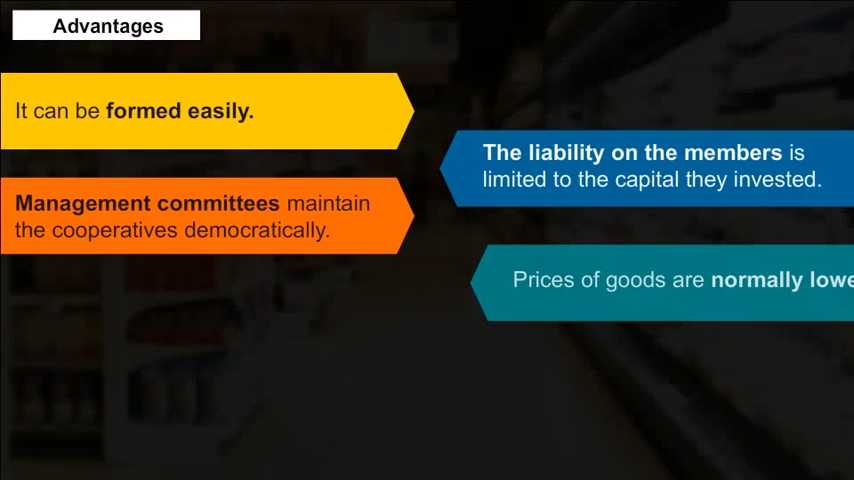 Advantages
It can be formed easily.
The liability on the members is
limited to the capital they invested.
Management committees maintain
the cooperatives democratically.
Prices of goods are normally